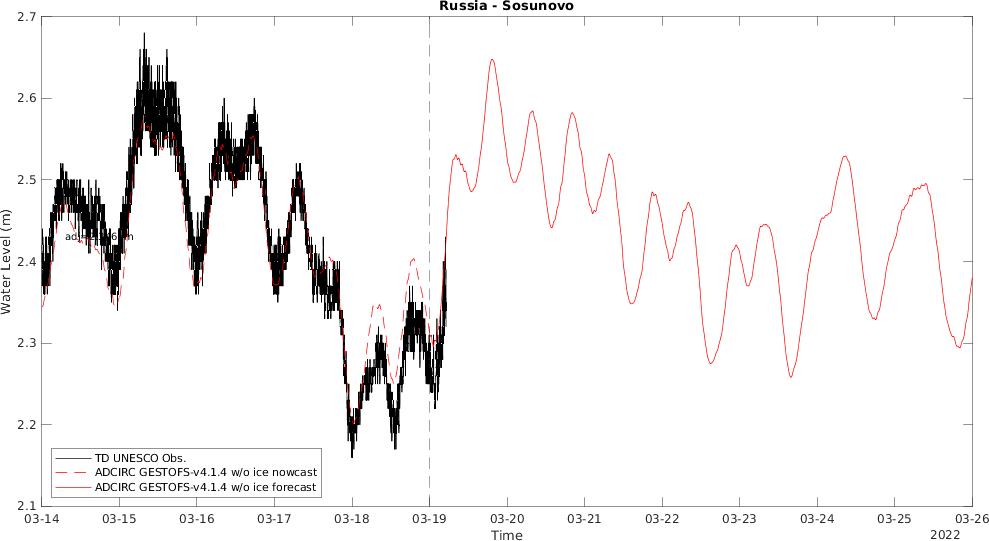 Russia - Sosunovo
2.7
2.6
2.5
2.4
2.3
2.2
2.1
Water Level (m)
TD UNESCO Obs.
ADCIRC GESTOFS-v4.1.4 w/o ice nowcast
ADCIRC GESTOFS-v4.1.4 w/o ice forecast
03-14 03-15 03-16 03-17 03-18 03-19 03-20 03-21 03-22 03-23 03-24 03-25 03-26
Time
2022